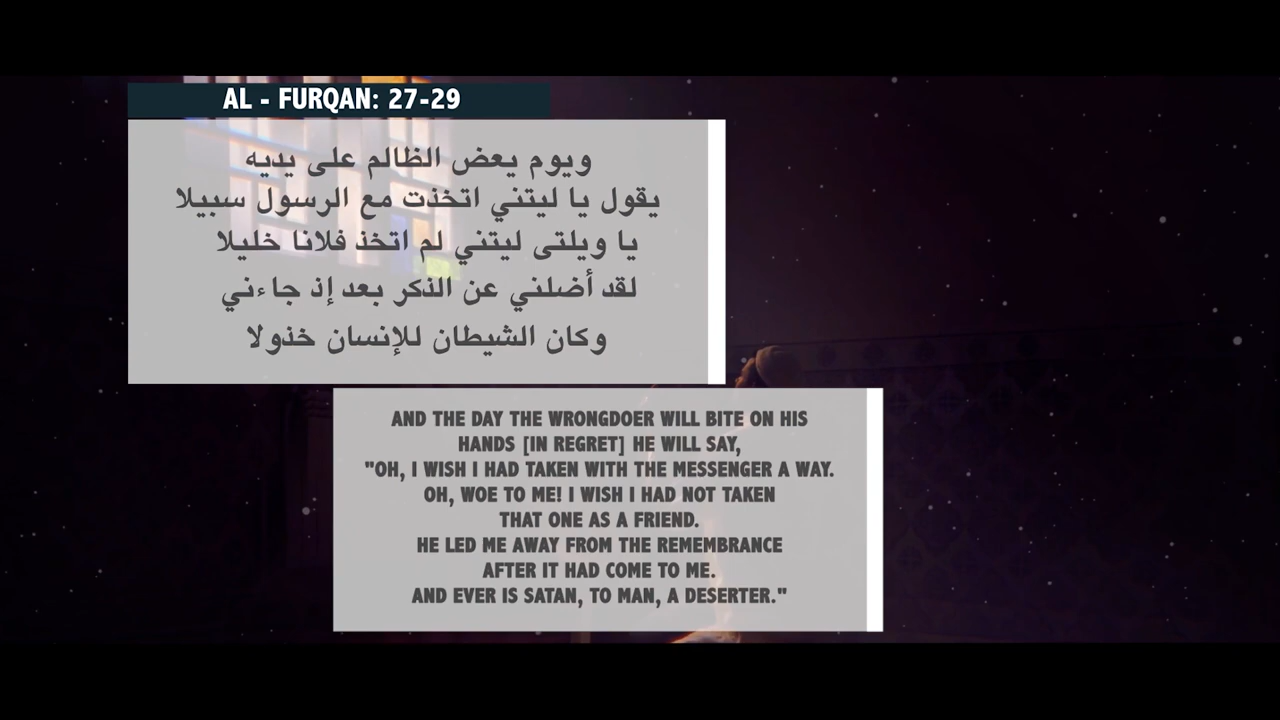 AL - FURQAN: 27-29
ويوم يعض الظالم على يديه
يقول يا ليتني اتخذت مع الرسول سبيلا
يا ويلتى ليتني لم اتخذ فلانا خليلا
لقد أضلني عن الذكر بعد إذ جاءني
وكان الشيطان للإنسان خذولا
AND THE DAY THE WRONGDOER WILL BITE ON HIS
HANDS [IN REGRET] HE WILL SAY,
"OH, I WISH I HAD TAKEN WITH THE MESSENGER A WAY.
OH, WOE TO ME! I WISH I HAD NOT TAKEN
THAT ONE AS A FRIEND.
HE LED ME AWAY FROM THE REMEMBRANCE
AFTER IT HAD COME TO ME.
AND EVER IS SATAN, TO MAN, A DESERTER."